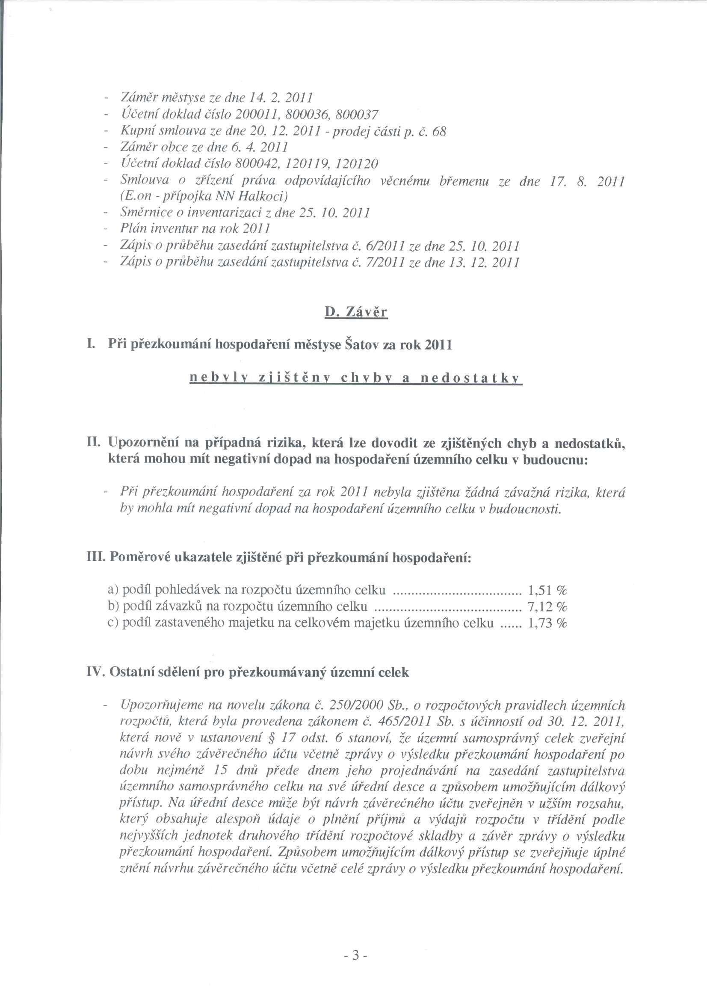 - Záměr městyse ze dne 14. 2. 2011
- Účetní doklad číslo 200011, 800036, 800037
- Kupní smlouva ze dne 20. 12. 2011 - prodej části p. č. 68
- Záměr obce ze dne 6. 4. 2011
- Účetní doklad číslo 800042, 120119, 120120
- Smlouva o zřízení práva odpovídajícího věcnému břemenu ze dne 17. 8. 2011
(E.on - přípojka NN Halkoci)
- Směrnice o inventarizaci z dne 25. 10. 2011
- Plán inventur na rok 2011
- Zápis o průběhu zasedání zastupitelstva č. 6/2011 ze dne 25. 10. 2011
- Zápis o průběhu zasedání zastupitelstva č. 7/2011 ze dne 13. 12. 2011
D. Závěr
I. Při přezkoumání hospodaření městyse Šatov za rok 2011
nebyly zjištěny chyby a nedostatky
II. Upozornění na případná rizika, která lze dovodit ze zjištěných chyb a nedostatků,
která mohou mít negativní dopad na hospodaření územního celku v budoucnu:
- Při přezkoumání hospodaření za rok 2011 nebyla zjištěna žádná závažná rizika, která
by mohla mít negativní dopad na hospodaření územního celku v budoucnosti.
III. Poměrové ukazatele zjištěné při přezkoumání hospodaření:
a) podíl pohledávek na rozpočtu územního celku ................................... 1,51 %
b) podíl závazků na rozpočtu územního celku ........................................ 7,12 %
c) podíl zastaveného majetku na celkovém majetku územního celku ...... 1,73 %
IV. Ostatní sdělení pro přezkoumávaný územní celek
- Upozorňujeme na novelu zákona č. 250/2000 Sb., o rozpočtových pravidlech územních
rozpočtů, která byla provedena zákonem č. 465/2011 Sb. s účinností od 30. 12. 2011,
která nově v ustanovení § 17 odst. 6 stanoví, že územní samosprávný celek zveřejní
návrh svého závěrečného účtu včetně zprávy o výsledku přezkoumání hospodaření po
dobu nejméně 15 dnů přede dnem jeho projednávání na zasedání zastupitelstva
územního samosprávného celku na své úřední desce a způsobem umožňujícím dálkový
přístup. Na úřední desce může být návrh závěrečného účtu zveřejněn v užším rozsahu,
který obsahuje alespoň údaje o plnění příjmů a výdajů rozpočtu v třídění podle
nejvyšších jednotek druhového třídění rozpočtové skladby a závěr zprávy o výsledku
přezkoumání hospodaření. Způsobem umožňujícím dálkový přístup se zveřejňuje úplné
znění návrhu závěrečného účtu včetně celé zprávy o výsledku přezkoumání hospodaření.
- 3 -